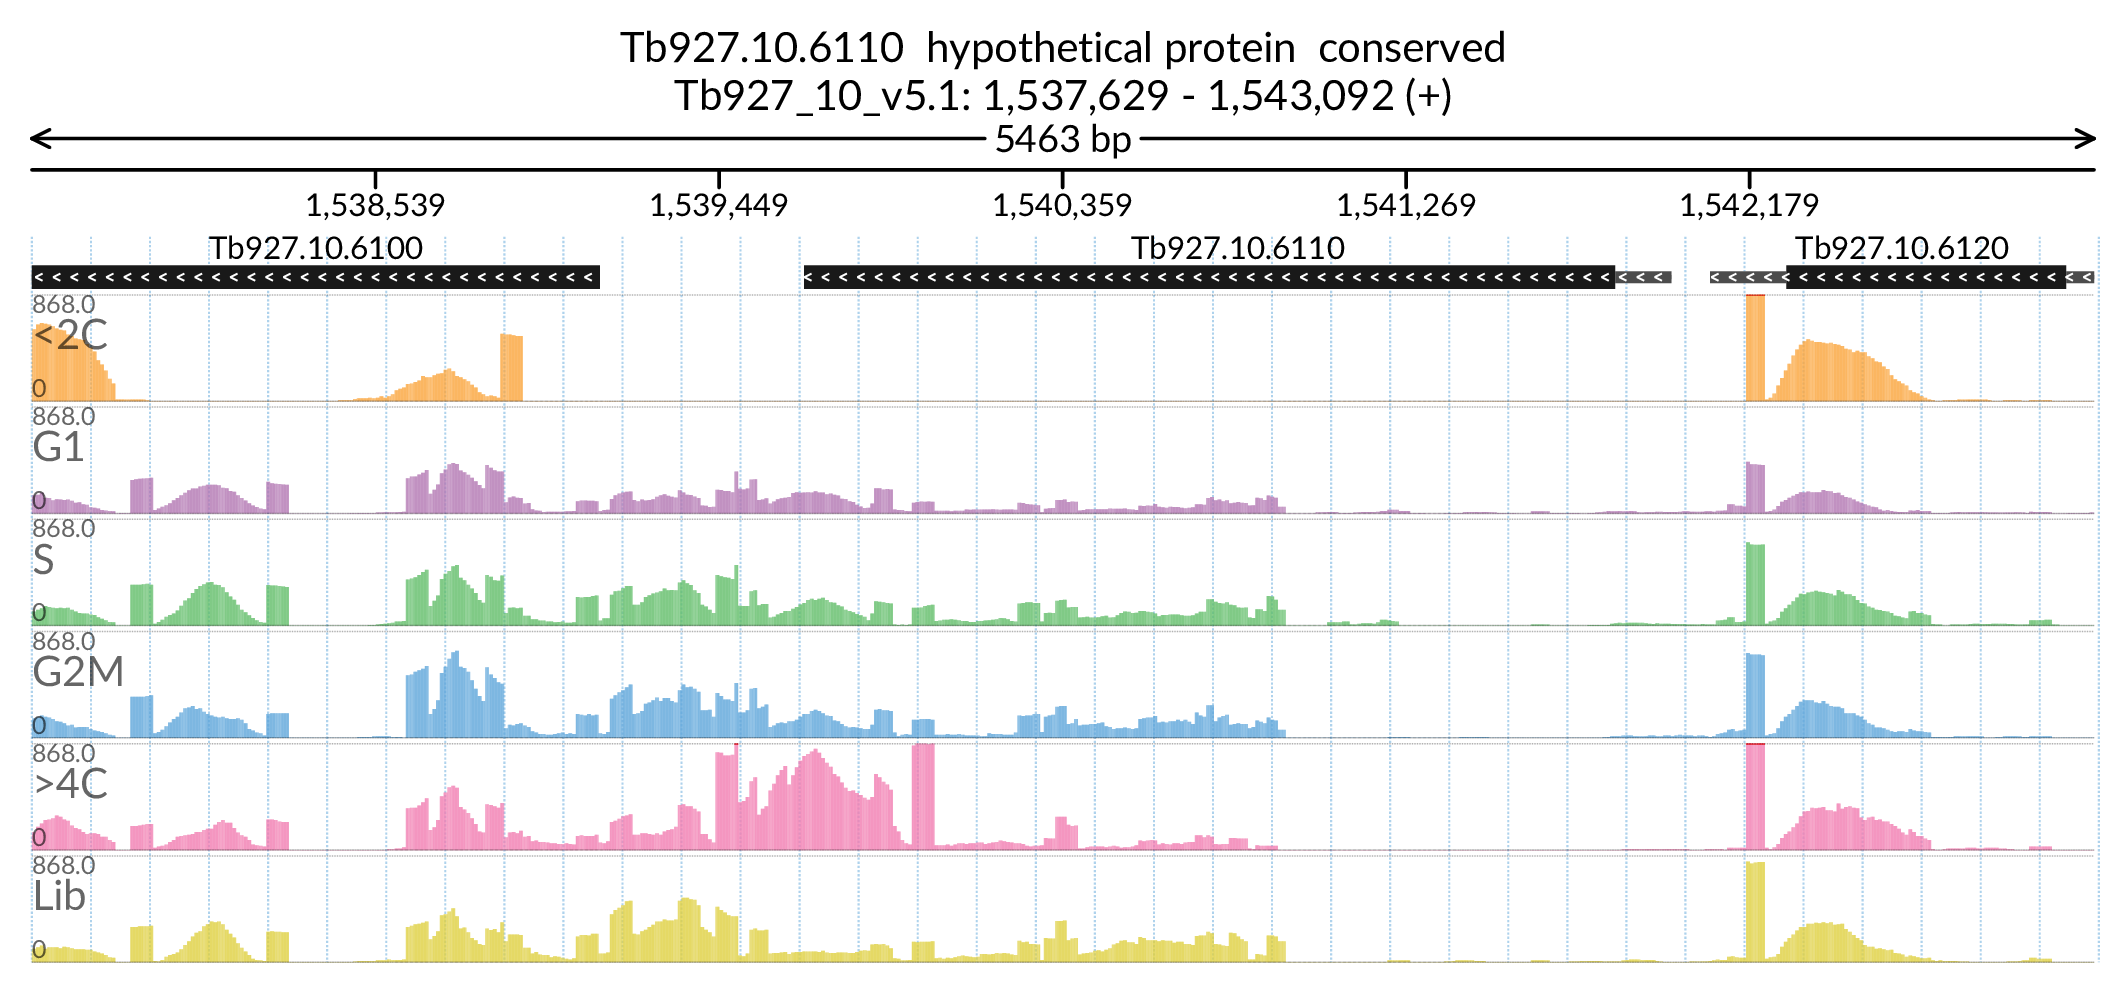 Tb927.10.6110 hypothetical protein conserved
Tb927_10_v5.1: 1,537,629 - 1,543,092 (+)
5463 bp
1,538,539 1,539,449 1,540,359 1,541,269 1,542,179
Tb927.10.6100 Tb927.10.6110 Tb927.10.6120
868.0
<2C
0
868.0
G1
0
868.0
S
0
868.0
G2M
0
868.0
>4C
0
868.0
Lib
0